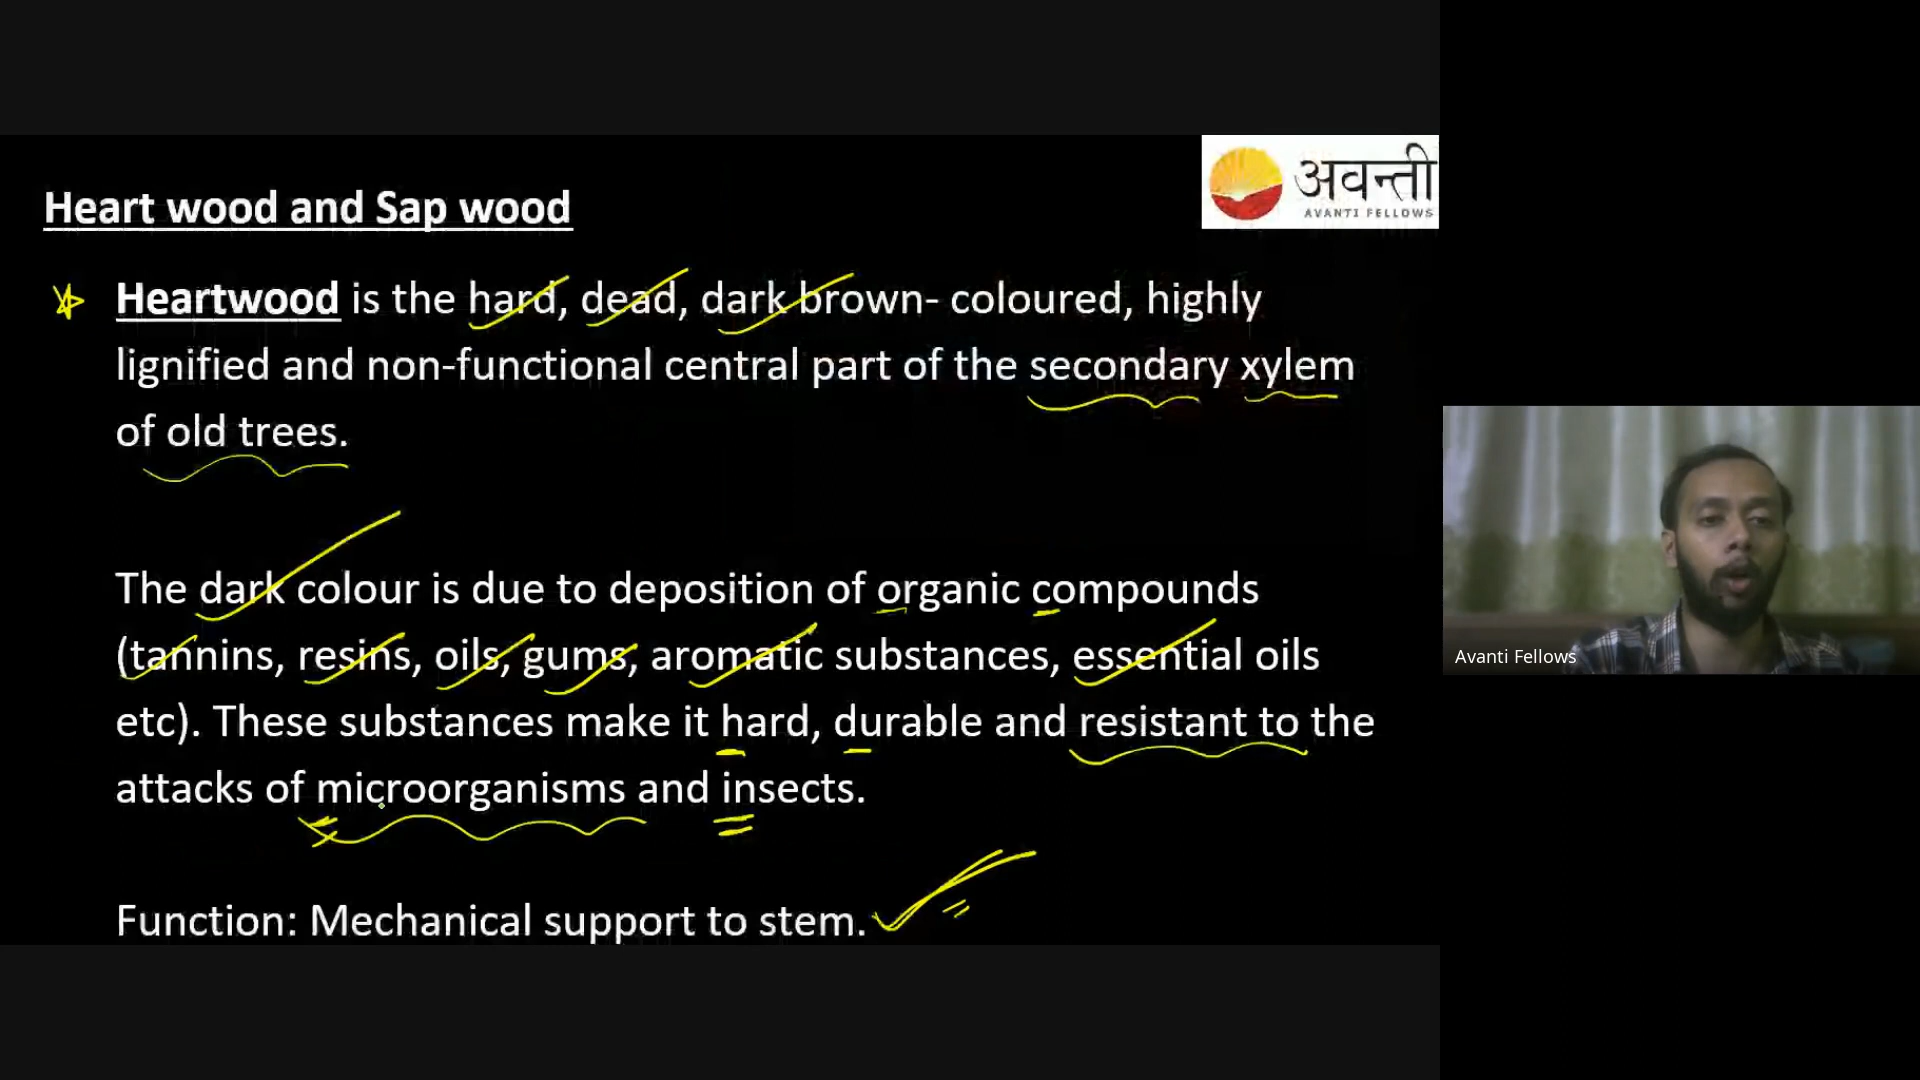 अवन्ती
AVANTI FELLOWS
Heart wood and Sap wood
Heartwood is the hard, dead, dark brown- coloured, highly
lignified and non-functional central part of the secondary xylem
of old trees.
The dark colour is due to deposition of organic compounds
(tannins, resins, oils, gums, aromatic substances, essential oils
etc). These substances make it hard, durable and resistant to the
attacks of microorganisms and insects.
Function: Mechanical support to stem.
Avanti Fellows